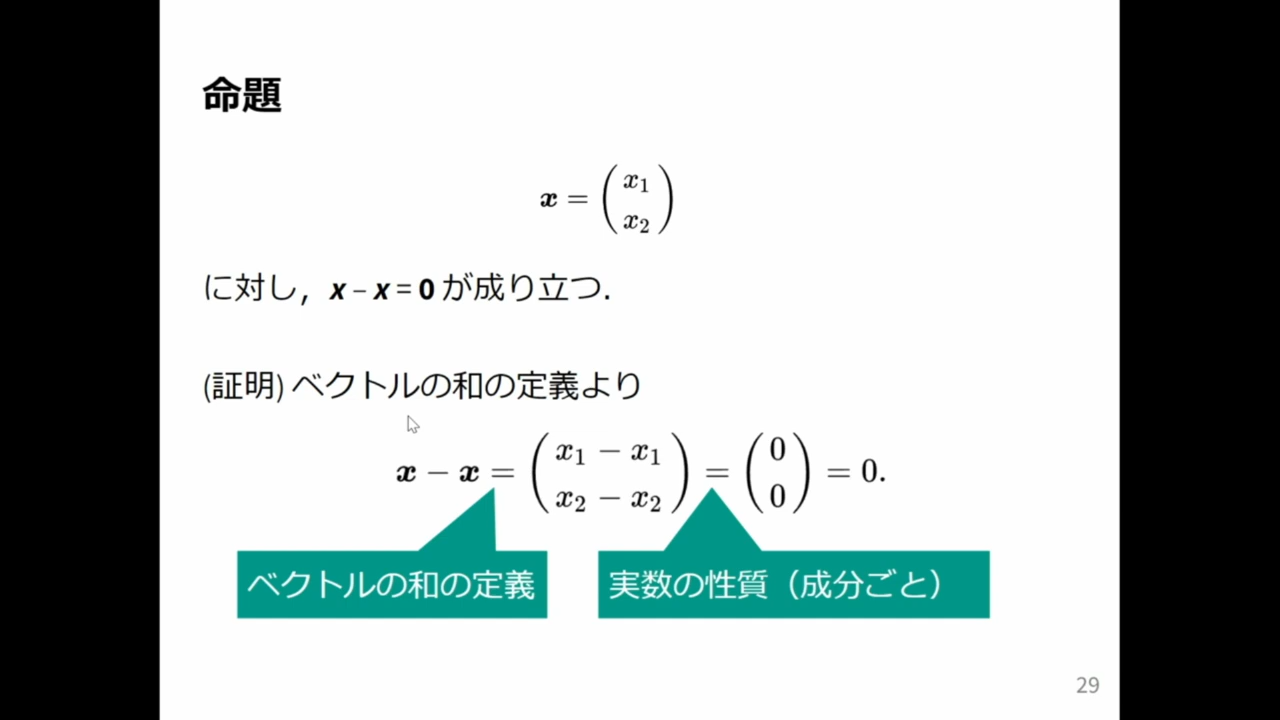 命題
x = (x₁ x₂)
に対し，x – x = 0 が成り立つ.
(証明) ベクトルの和の定義より
x − x = (x₁ − x₁ x₂ − x₂) = (0 0) = 0.
ベクトルの和の定義
実数の性質（成分ごと）
29